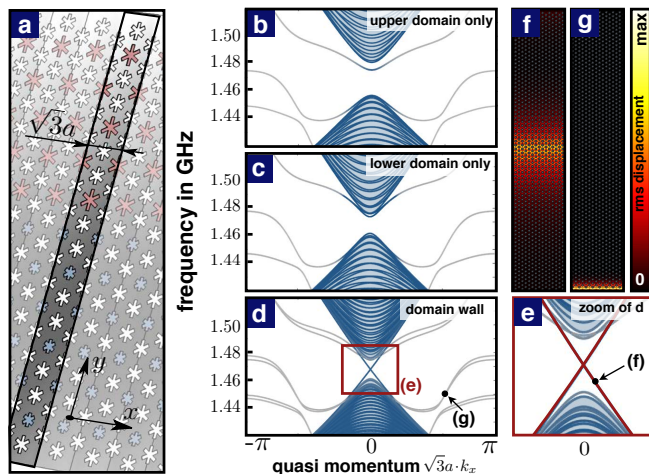 a
√3a
y
x
frequency in GHz
b
upper domain only
1.50
1.48
1.46
1.44
c
lower domain only
1.50
1.48
1.46
1.44
d
domain wall
1.50
1.48
1.46
1.44
(e)
(g)
-π 0 π
quasi momentum √3a·kₓ
f
g
max
rms displacement
0
e
zoom of d
(f)
0